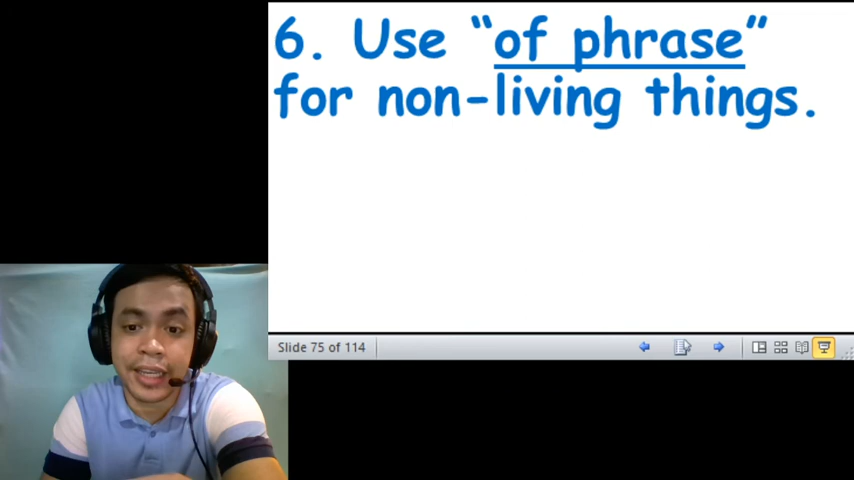 6. Use “of phrase”
for non-living things.
Slide 75 of 114